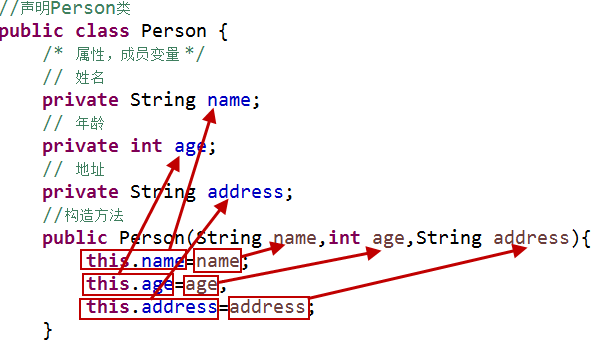 //声明Person类
public class Person {
/* 属性，成员变量 */
// 姓名
private String name;
// 年龄
private int age;
// 地址
private String address;
//构造方法
public Person(String name,int age,String address){
this.name=name;
this.age=age;
this.address=address;
}